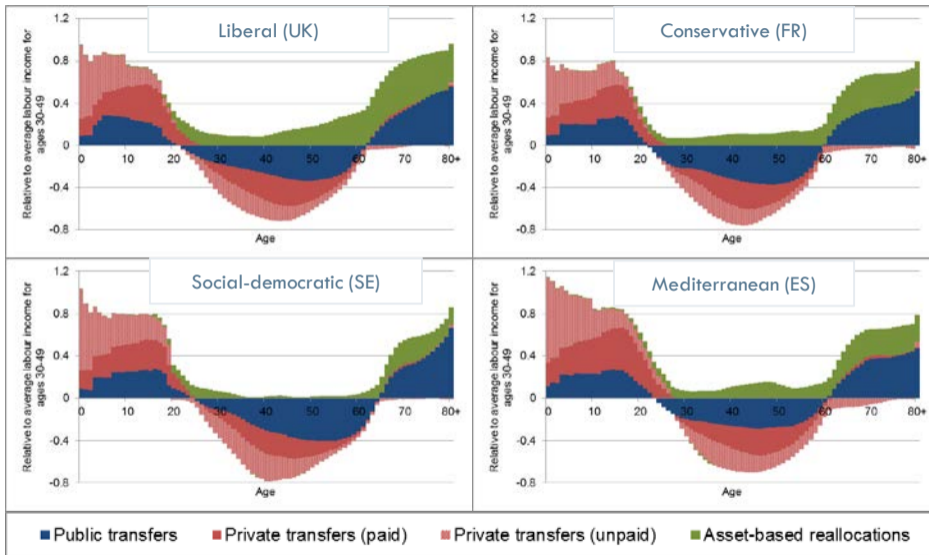 Liberal (UK)
Relative to average labour income for
ages 30-49
1.2
0.8
0.4
0
-0.4
-0.8
0 10 20 30 40 50 60 70 80+
Age
Conservative (FR)
Relative to average labour income for
ages 30-49
1.2
0.8
0.4
0
-0.4
-0.8
0 10 20 30 40 50 60 70 80+
Age
Social-democratic (SE)
Relative to average labour income for
ages 30-49
1.2
0.8
0.4
0
-0.4
-0.8
0 10 20 30 40 50 60 70 80+
Age
Mediterranean (ES)
Relative to average labour income for
ages 30-49
1.2
0.8
0.4
0
-0.4
-0.8
0 10 20 30 40 50 60 70 80+
Age
Public transfers Private transfers (paid) Private transfers (unpaid) Asset-based reallocations